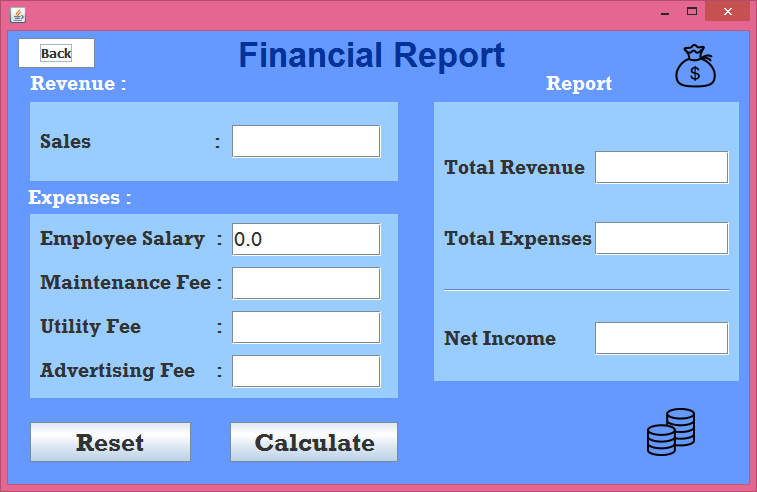 Back
Financial Report
$
Revenue :
Report
Sales :
Total Revenue
Expenses :
Employee Salary : 0.0
Total Expenses
Maintenance Fee :
Utility Fee :
Net Income
Advertising Fee :
Reset
Calculate